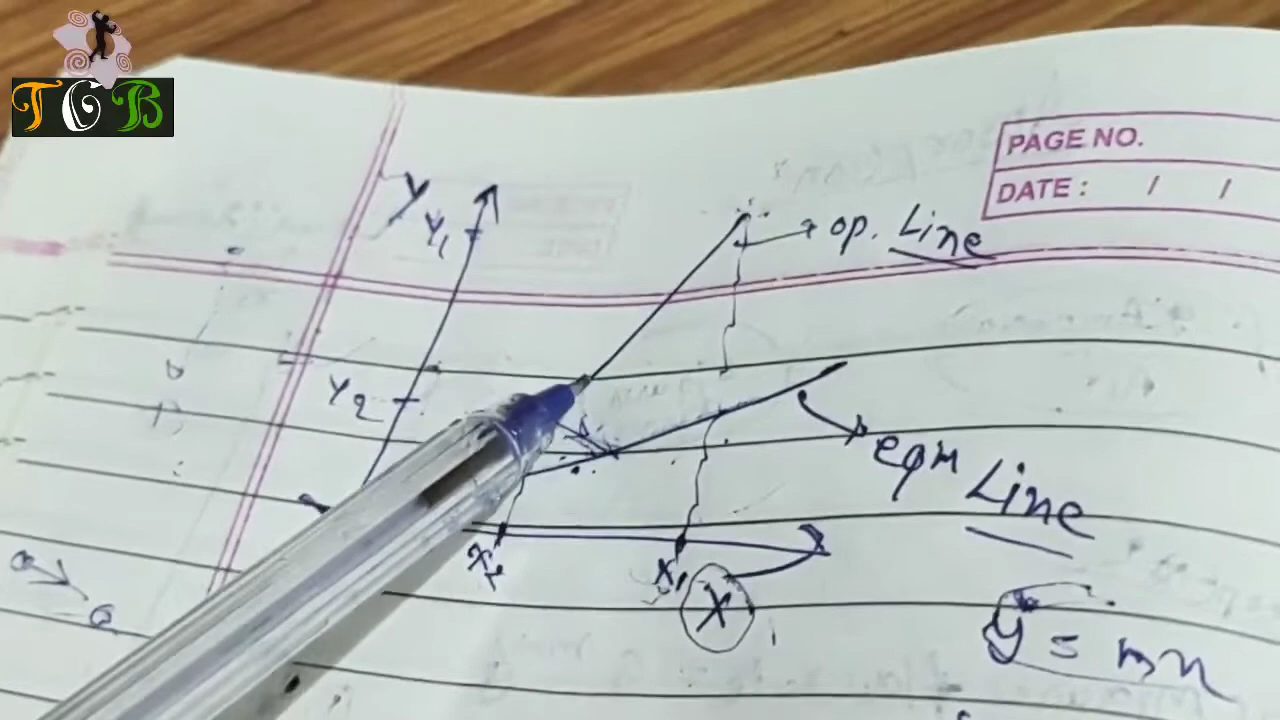 TGB
PAGE NO.
DATE : / /
Y
Y1
op. Line
Y2
eqm Line
x2
x1
X
y = mx